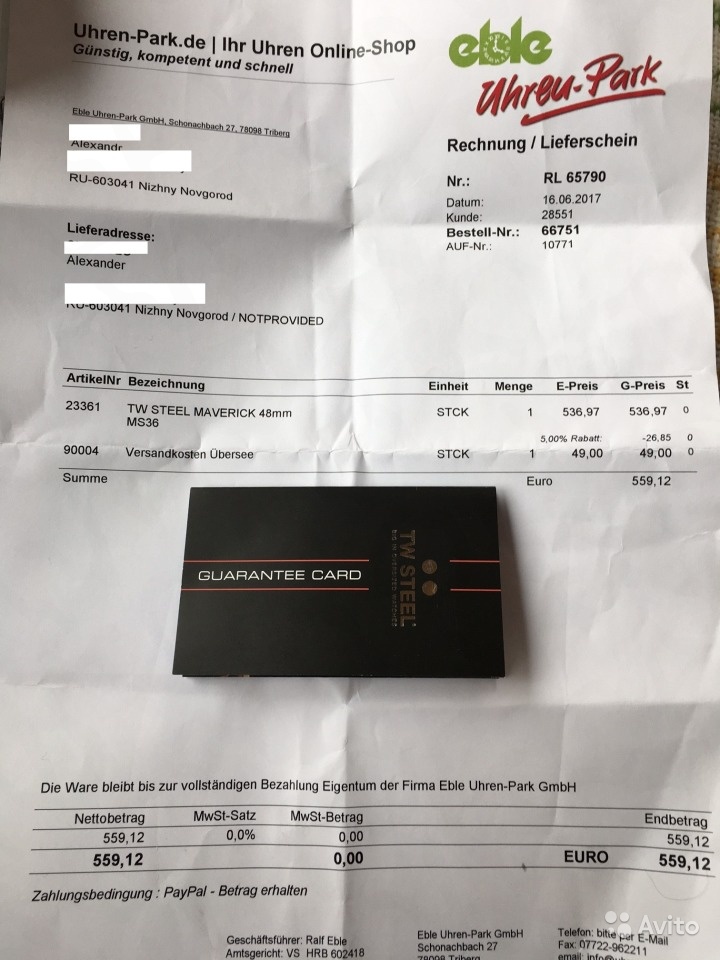 Uhren-Park.de | Ihr Uhren Online-Shop
Günstig, kompetent und schnell
eble
Uhren-Park
Eble Uhren-Park GmbH, Schonachbach 27, 78098 Triberg
Rechnung / Lieferschein
Alexandr
RU-603041 Nizhny Novgorod
Nr.: RL 65790
Datum: 16.06.2017
Kunde: 28551
Bestell-Nr.: 66751
AUF-Nr.: 10771
Lieferadresse:
Alexander
RU-603041 Nizhny Novgorod / NOTPROVIDED
ArtikelNr Bezeichnung Einheit Menge E-Preis G-Preis St
23361 TW STEEL MAVERICK 48mm STCK 1 536,97 536,97 0
MS36
5,00% Rabatt: -26,85 0
90004 Versandkosten Übersee STCK 1 49,00 49,00 0
Summe Euro 559,12
GUARANTEE CARD
TW STEEL
BIG IN OVERSIZED WATCHES
Die Ware bleibt bis zur vollständigen Bezahlung Eigentum der Firma Eble Uhren-Park GmbH
Nettobetrag MwSt-Satz MwSt-Betrag Endbetrag
559,12 0,0% 0,00 559,12
559,12 0,00 EURO 559,12
Zahlungsbedingung : PayPal - Betrag erhalten
Geschäftsführer: Ralf Eble
Amtsgericht: VS HRB 602418
Eble Uhren-Park GmbH
Schonachbach 27
78098 Triberg
Telefon: bitte per E-Mail
Fax: 07722-962211
email:
Avito